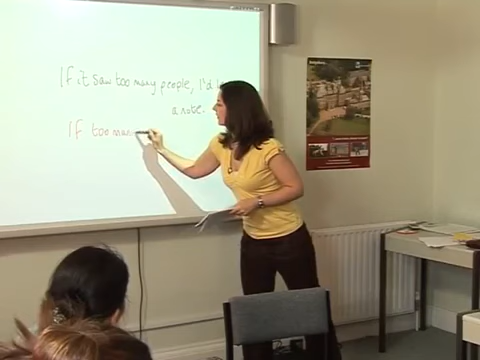 If it saw too many people, I'd l
a note.
If too man